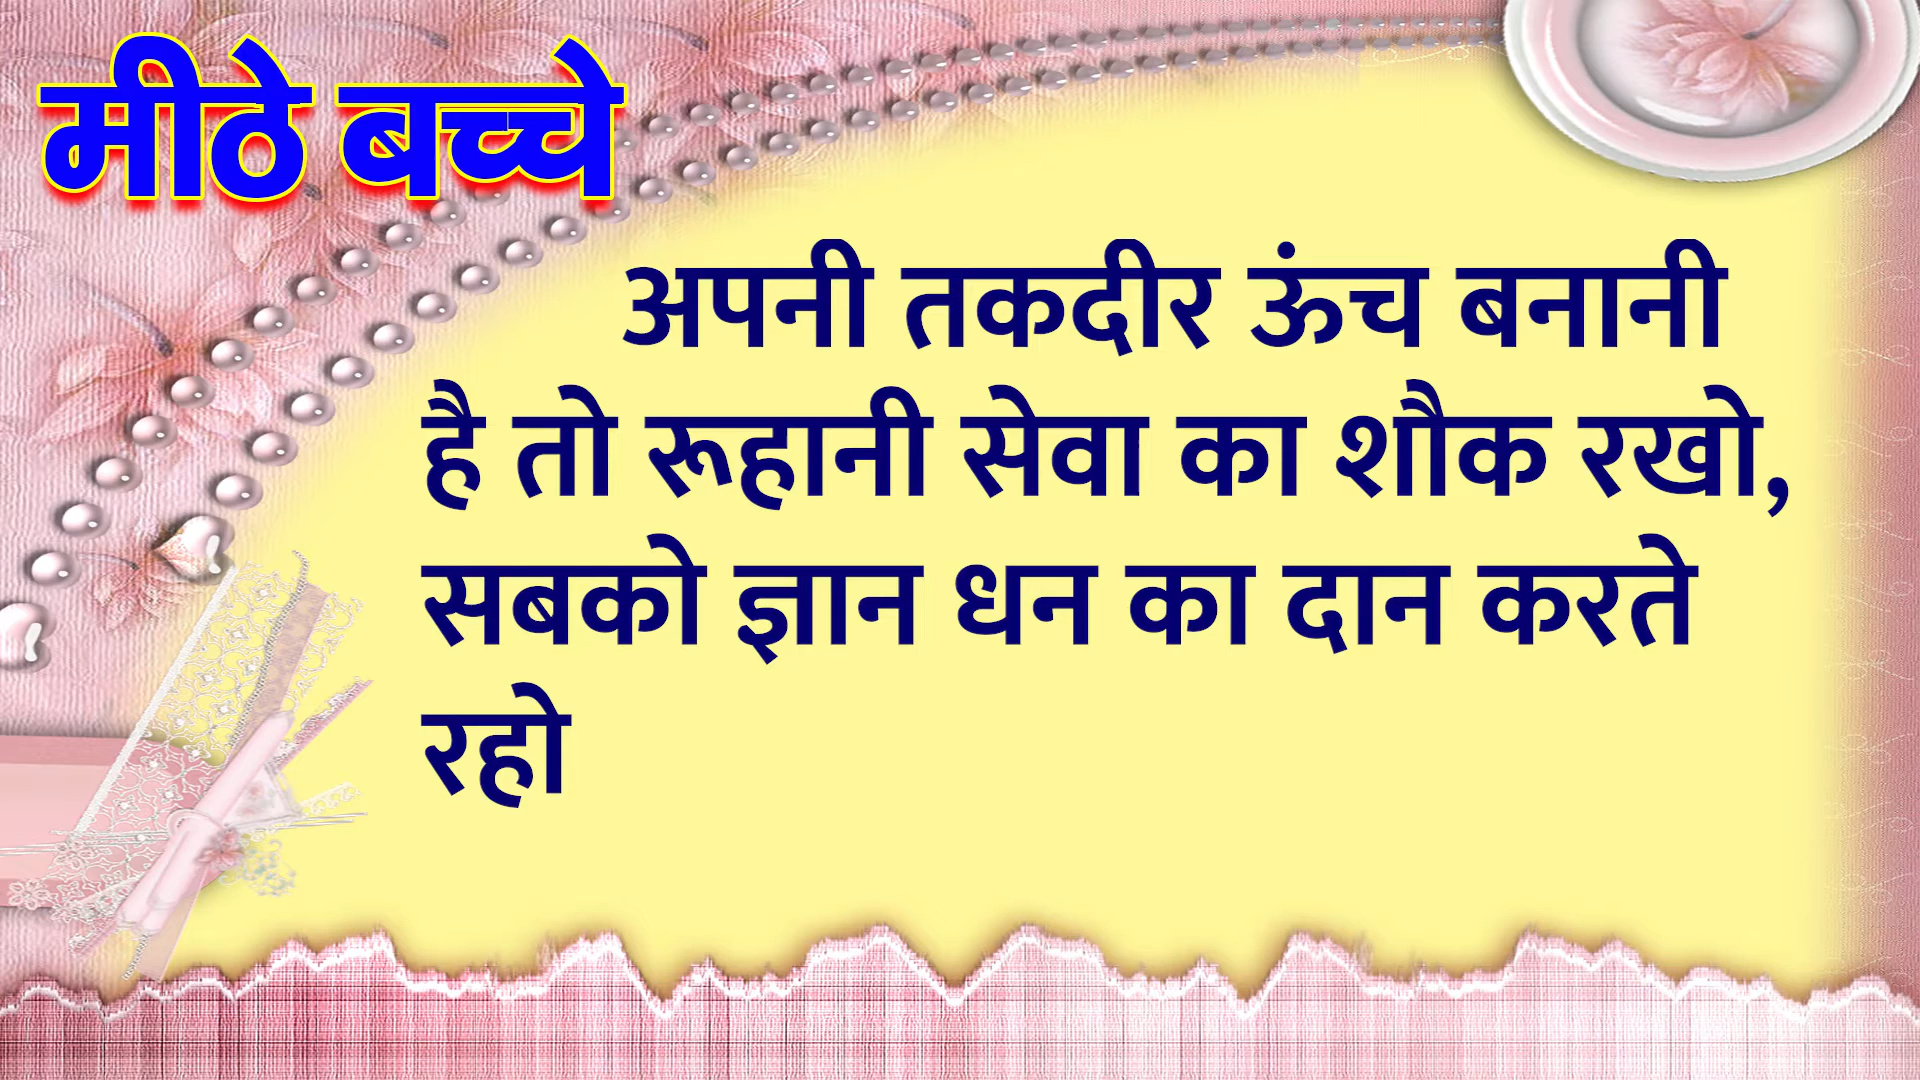 मीठे बच्चे
अपनी तकदीर ऊंच बनानी
है तो रूहानी सेवा का शौक रखो,
सबको ज्ञान धन का दान करते
रहो